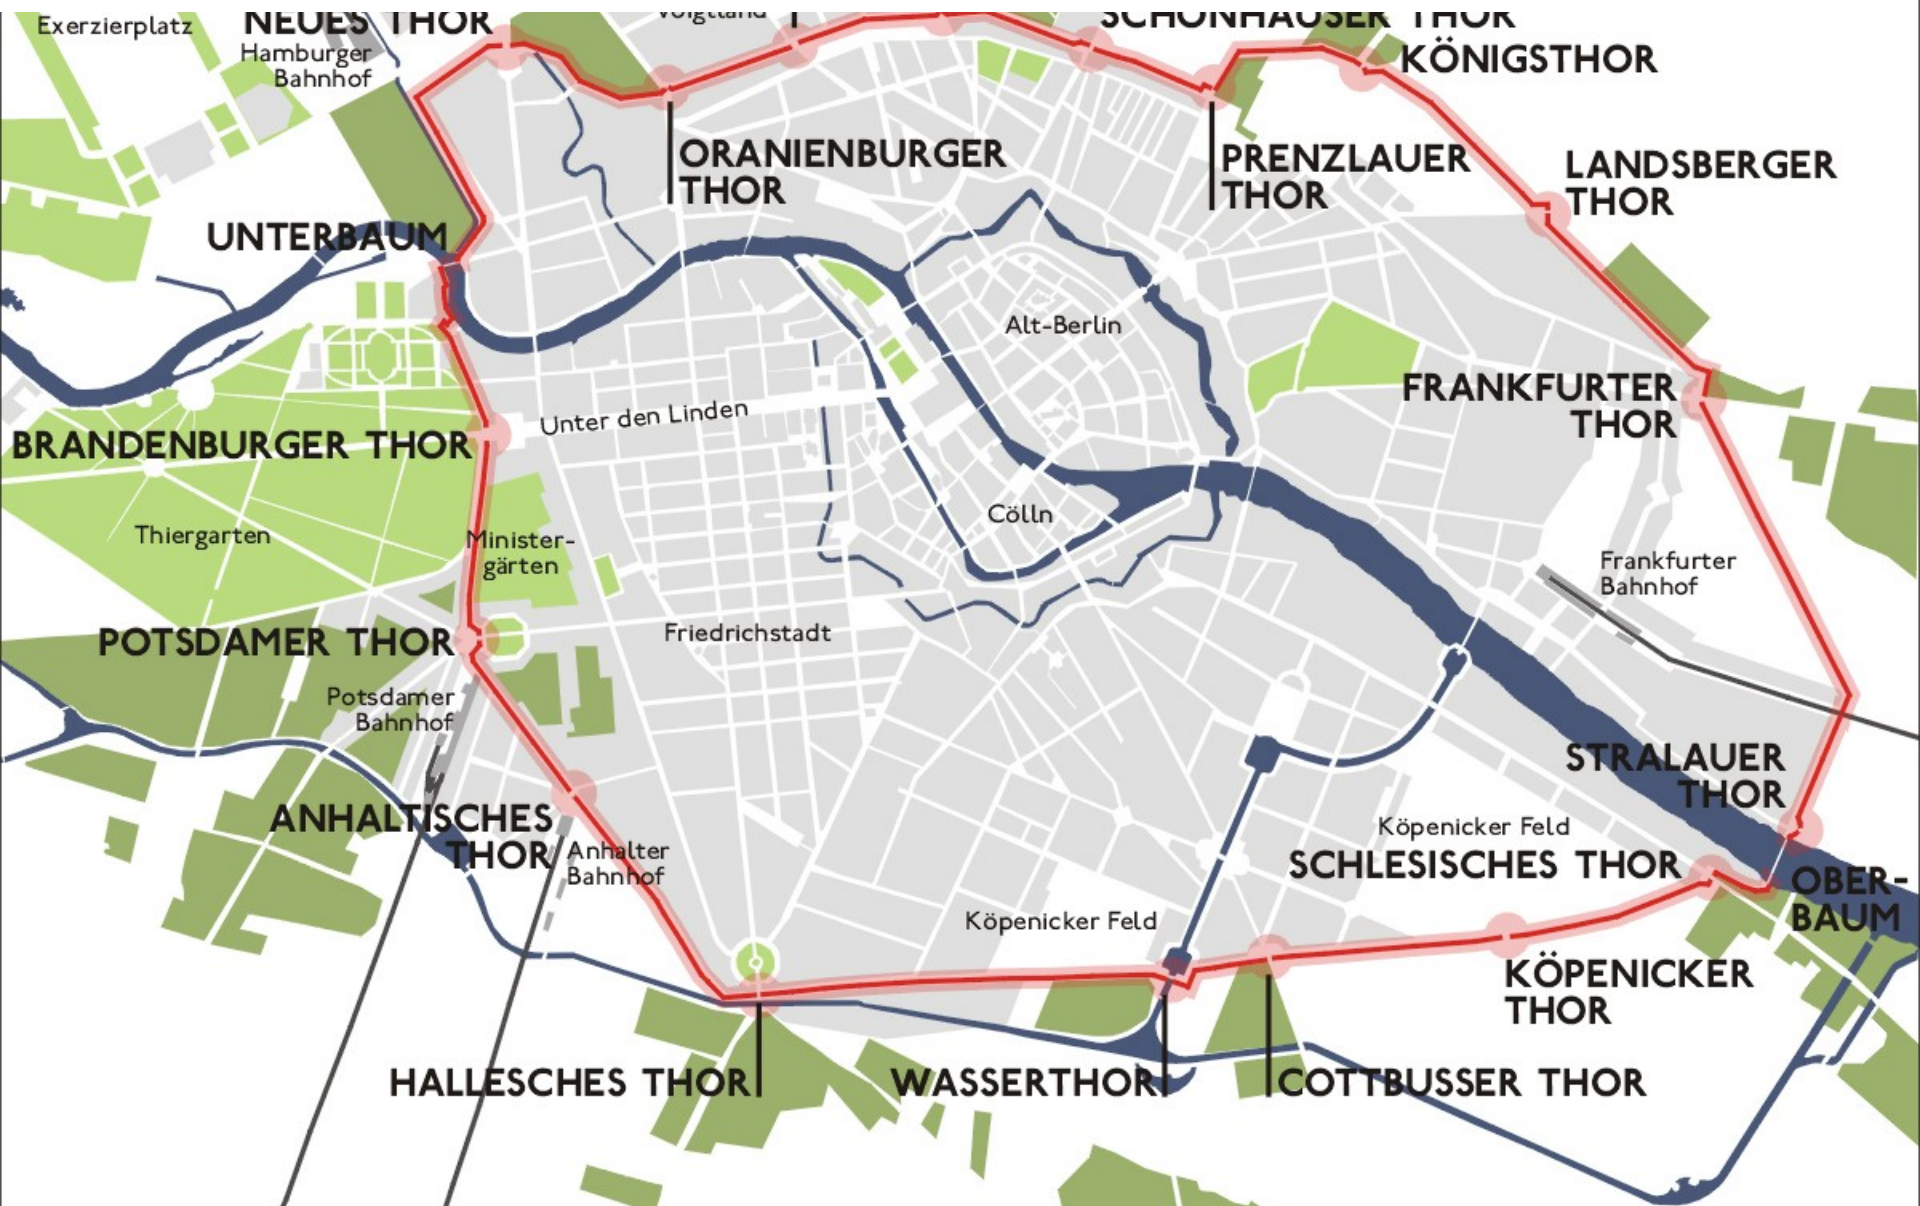 Exerzierplatz
NEUES THOR
Hamburger
Bahnhof
Voigtland
SCHÖNHAUSER THOR
KÖNIGSTHOR
ORANIENBURGER
THOR
PRENZLAUER
THOR
LANDSBERGER
THOR
UNTERBAUM
Alt-Berlin
FRANKFURTER
THOR
Unter den Linden
BRANDENBURGER THOR
Cölln
Thiergarten
Minister-
gärten
Frankfurter
Bahnhof
POTSDAMER THOR
Friedrichstadt
Potsdamer
Bahnhof
STRALAUER
THOR
ANHALTISCHES
THOR
Anhalter
Bahnhof
Köpenicker Feld
SCHLESISCHES THOR
OBER-
BAUM
Köpenicker Feld
KÖPENICKER
THOR
HALLESCHES THOR
WASSERTHOR
COTTBUSSER THOR